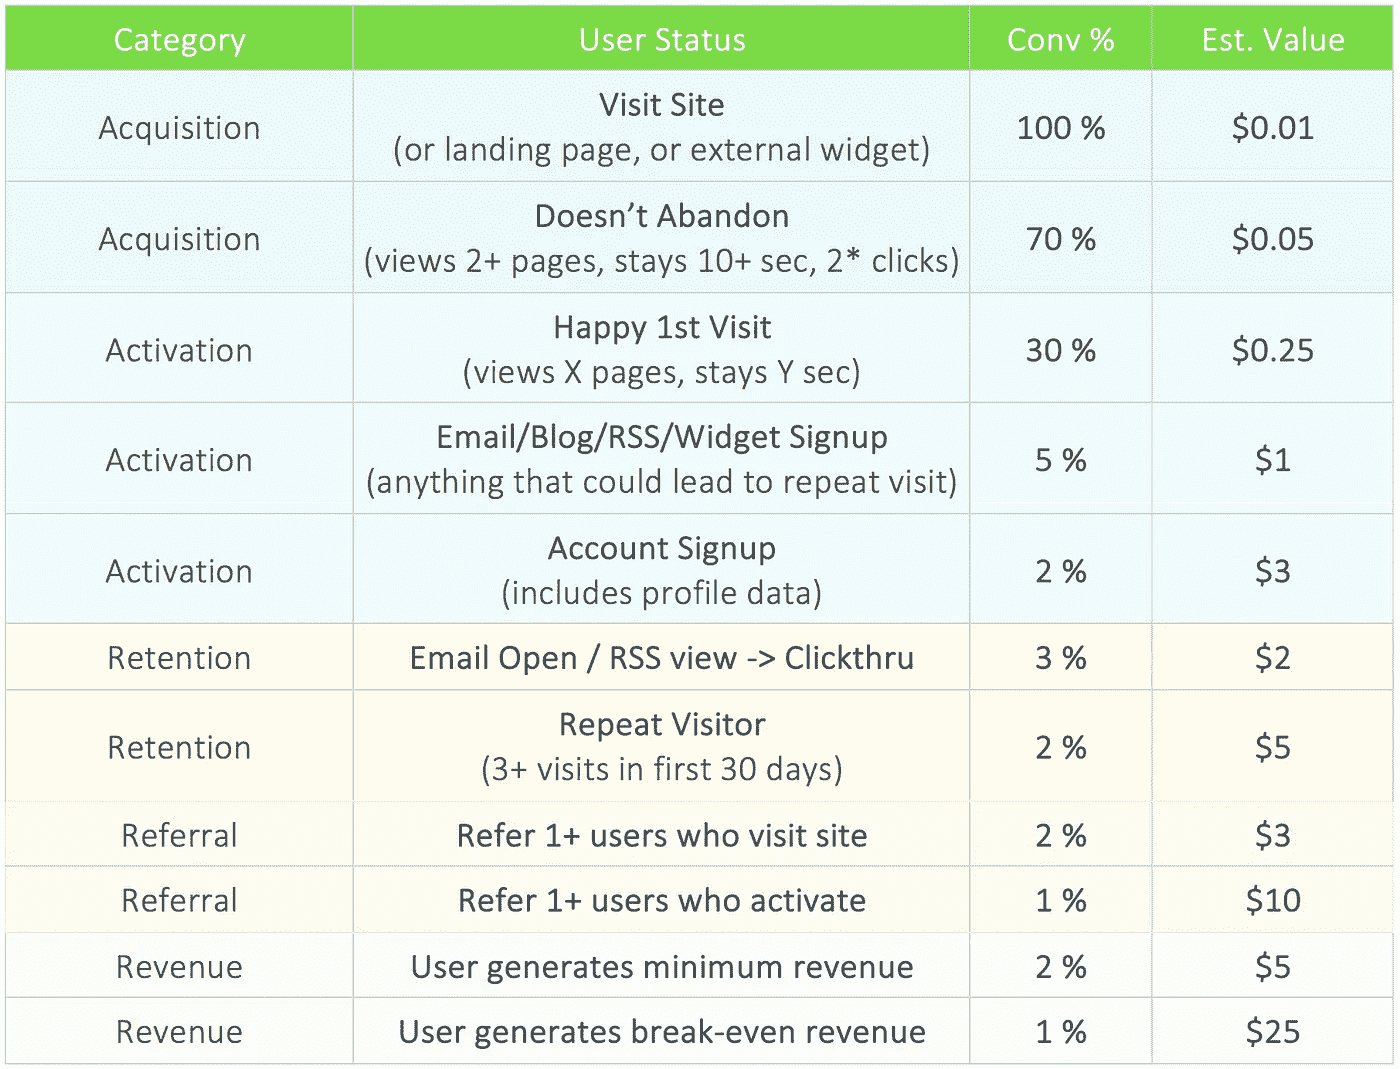 Category User Status Conv % Est. Value
Visit Site
Acquisition 100 % $0.01
(or landing page, or external widget)
Doesn’t Abandon
Acquisition 70 % $0.05
(views 2+ pages, stays 10+ sec, 2* clicks)
Happy 1st Visit
Activation 30 % $0.25
(views X pages, stays Y sec)
Email/Blog/RSS/Widget Signup
Activation 5 % $1
(anything that could lead to repeat visit)
Account Signup
Activation 2 % $3
(includes profile data)
Retention Email Open / RSS view -> Clickthru 3 % $2
Repeat Visitor
Retention 2 % $5
(3+ visits in first 30 days)
Referral Refer 1+ users who visit site 2 % $3
Referral Refer 1+ users who activate 1 % $10
Revenue User generates minimum revenue 2 % $5
Revenue User generates break-even revenue 1 % $25